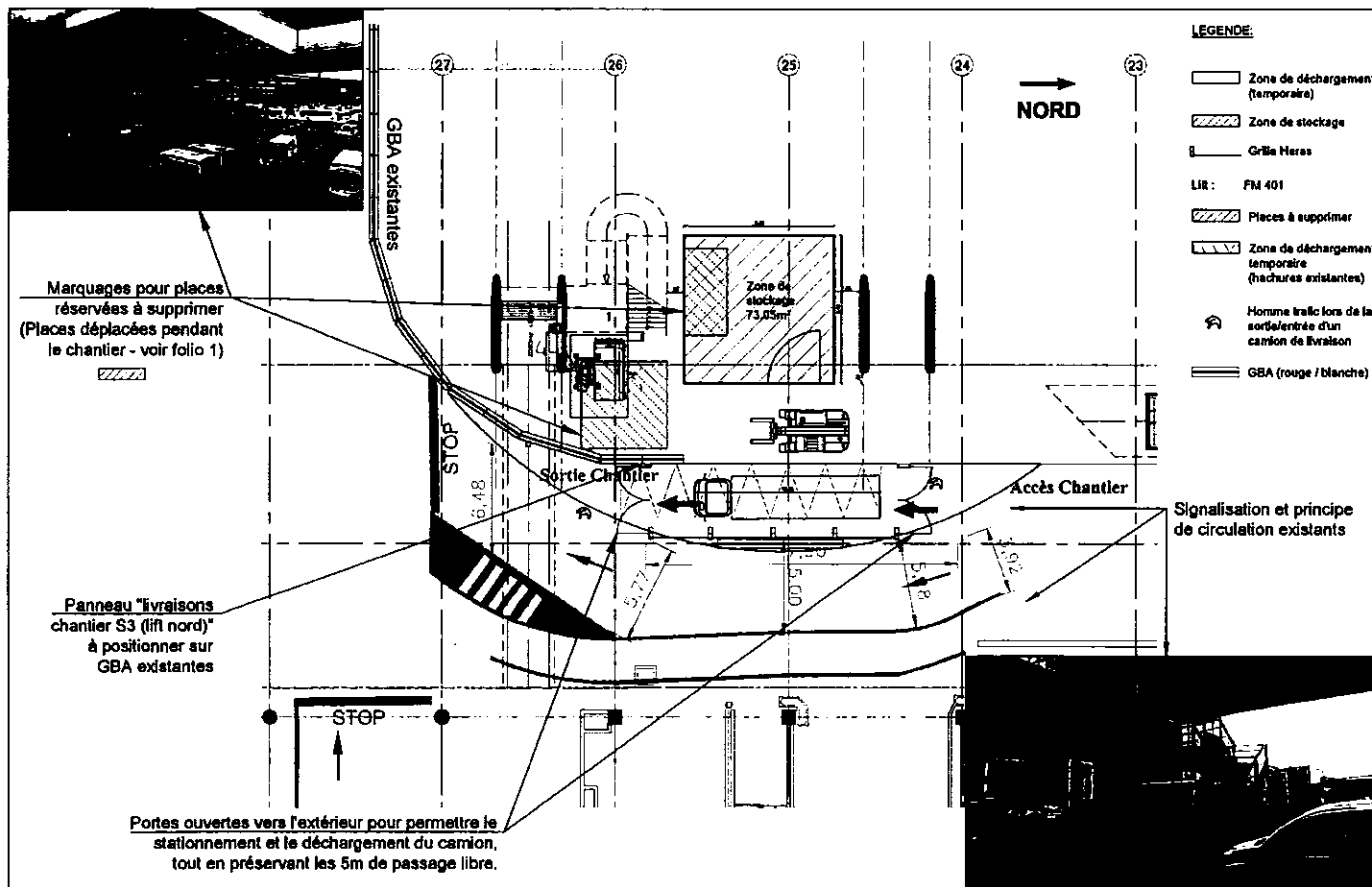 27
26
25
24
23
NORD
GBA existantes
LEGENDE:
Zone de déchargement
(temporaire)
Zone de stockage
Grille Heras
Lift : FM 401
Places à supprimer
Zone de déchargement
temporaire
(hachures existantes)
Homme trafic lors de la
sortie/entrée d'un
camion de livraison
GBA (rouge / blanche)
Marquages pour places
réservées à supprimer
(Places déplacées pendant
le chantier - voir folio 1)
Zone de
stockage
73,05m²
STOP
6,48
Sortie Chantier
Accès Chantier
Signalisation et principe
de circulation existants
5,77
5,00
5,18
3,92
Panneau "livraisons
chantier S3 (lift nord)"
à positionner sur
GBA existantes
STOP
Portes ouvertes vers l'extérieur pour permettre le
stationnement et le déchargement du camion,
tout en préservant les 5m de passage libre.